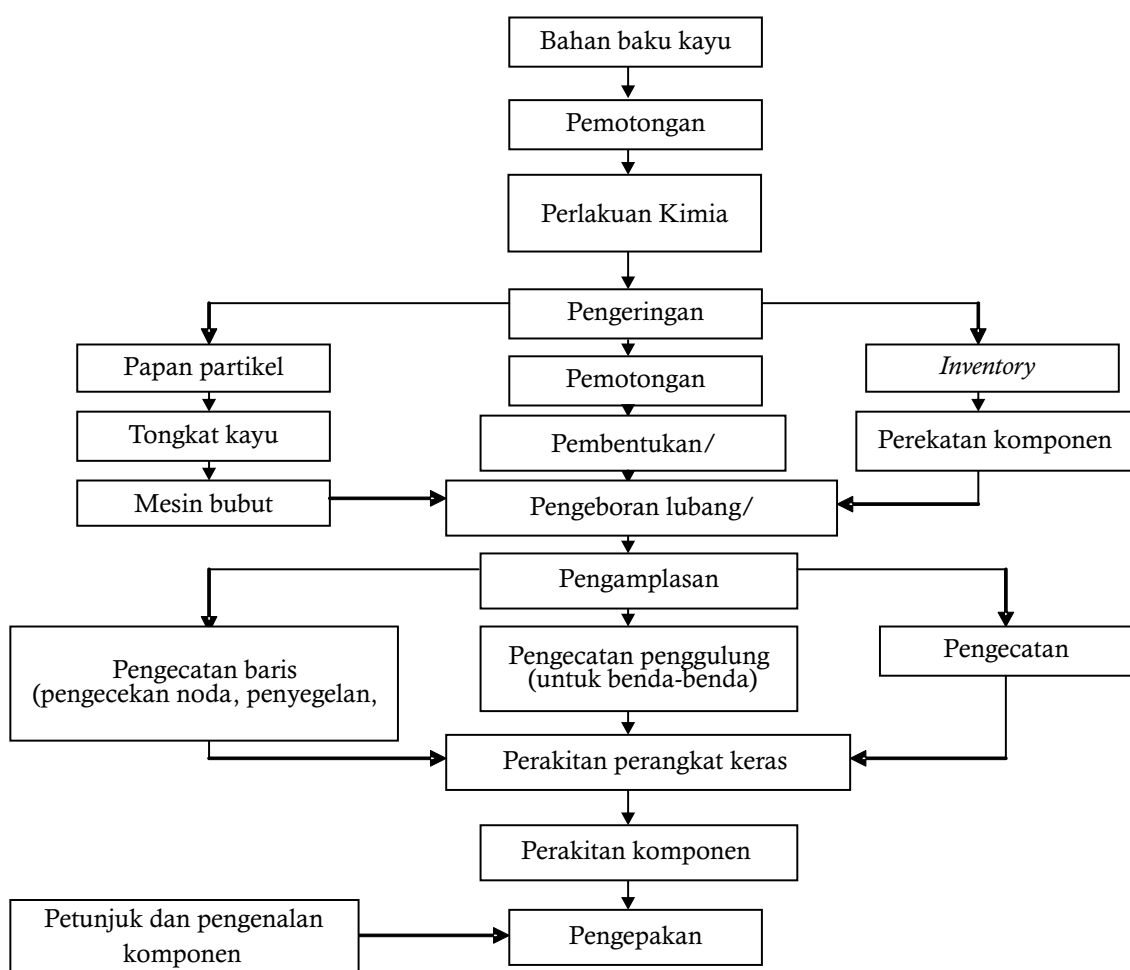 Bahan baku kayu
Pemotongan
Perlakuan Kimia
Pengeringan
Papan partikel
Pemotongan
Inventory
Tongkat kayu
Pembentukan/
Perekatan komponen
Mesin bubut
Pengeboran lubang/
Pengamplasan
Pengecatan baris
(pengecekan noda, penyegelan,
Pengecatan penggulung
(untuk benda-benda)
Pengecatan
Perakitan perangkat keras
Perakitan komponen
Petunjuk dan pengenalan
komponen
Pengepakan